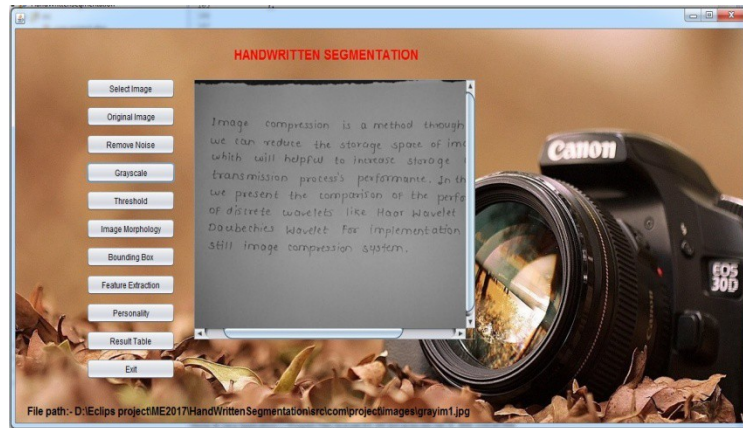 HANDWRITTEN SEGMENTATION
Select Image
Original Image
Remove Noise
Grayscale
Threshold
Image Morphology
Bounding Box
Feature Extraction
Personality
Result Table
Exit
Image compression is a method through
we can reduce the storage space of
which will helpful to increase storage
transmission process's performance. In
we present the comparison of the
of discrete wavelets like Haar Wavelet
Daubechies Wavelet For implementation
still image compression system.
Canon
EOS
30D
File path:- D:\Eclips project\ME2017\HandWrittenSegmentation\src\com\project\images\grayim1.jpg